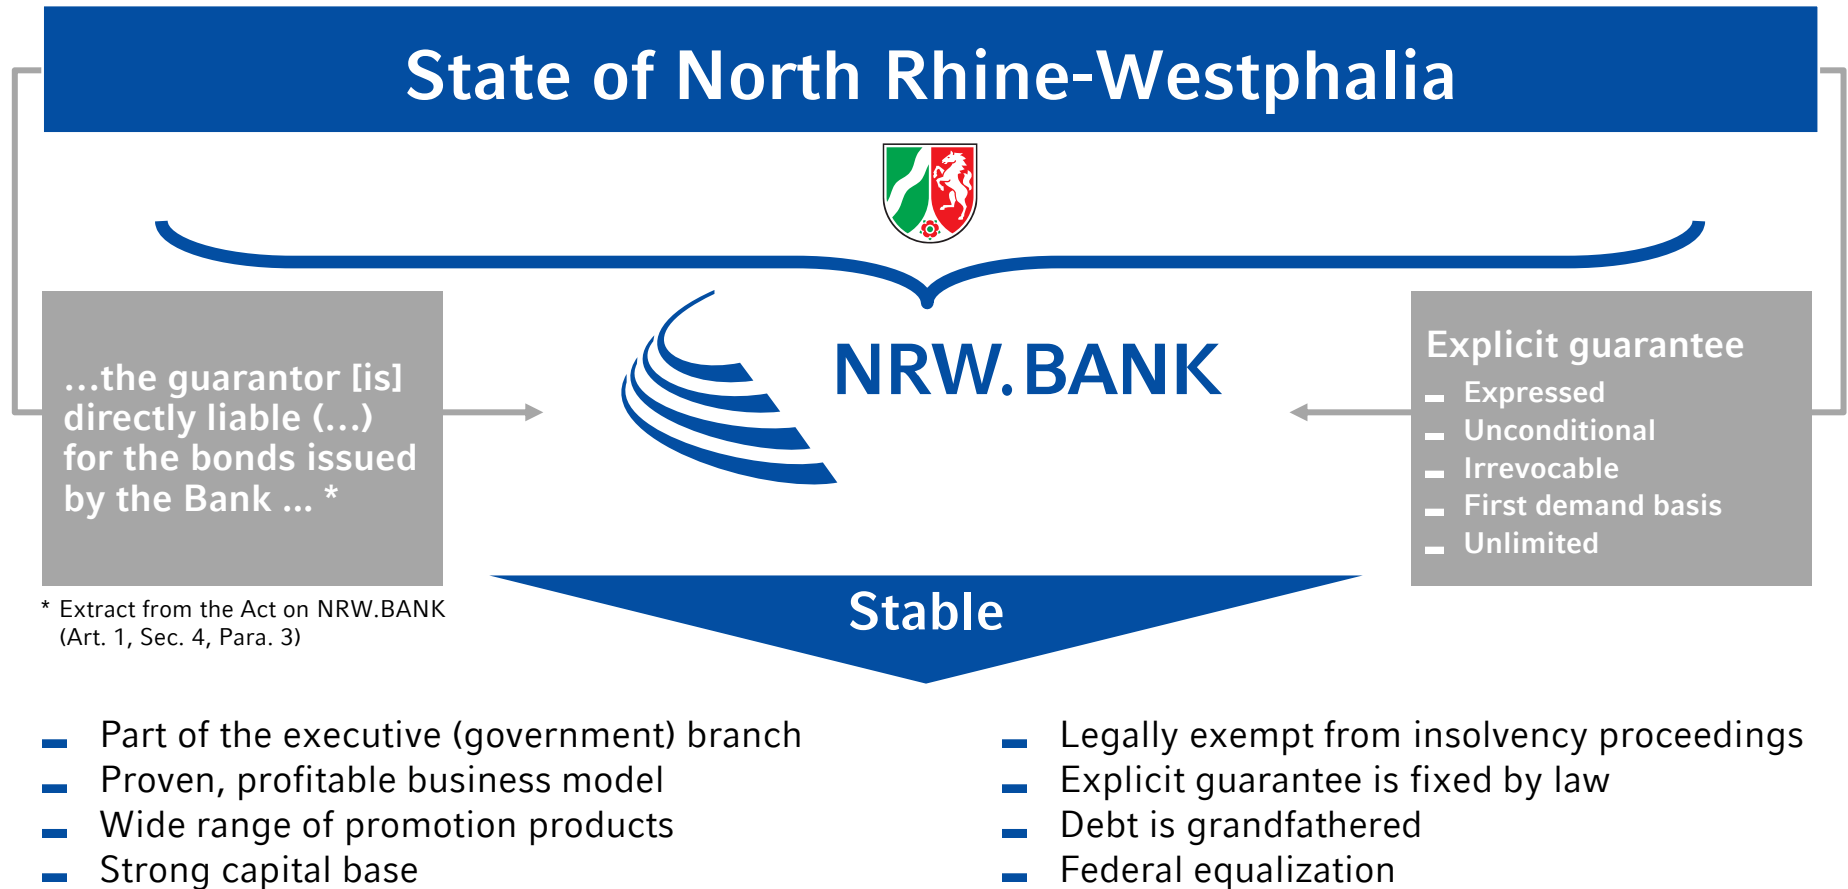 State of North Rhine-Westphalia
...the guarantor [is]
directly liable (...)
for the bonds issued
by the Bank ... *
* Extract from the Act on NRW.BANK
(Art. 1, Sec. 4, Para. 3)
NRW.BANK
Explicit guarantee
Expressed
Unconditional
Irrevocable
First demand basis
Unlimited
Stable
Part of the executive (government) branch
Proven, profitable business model
Wide range of promotion products
Strong capital base
Legally exempt from insolvency proceedings
Explicit guarantee is fixed by law
Debt is grandfathered
Federal equalization